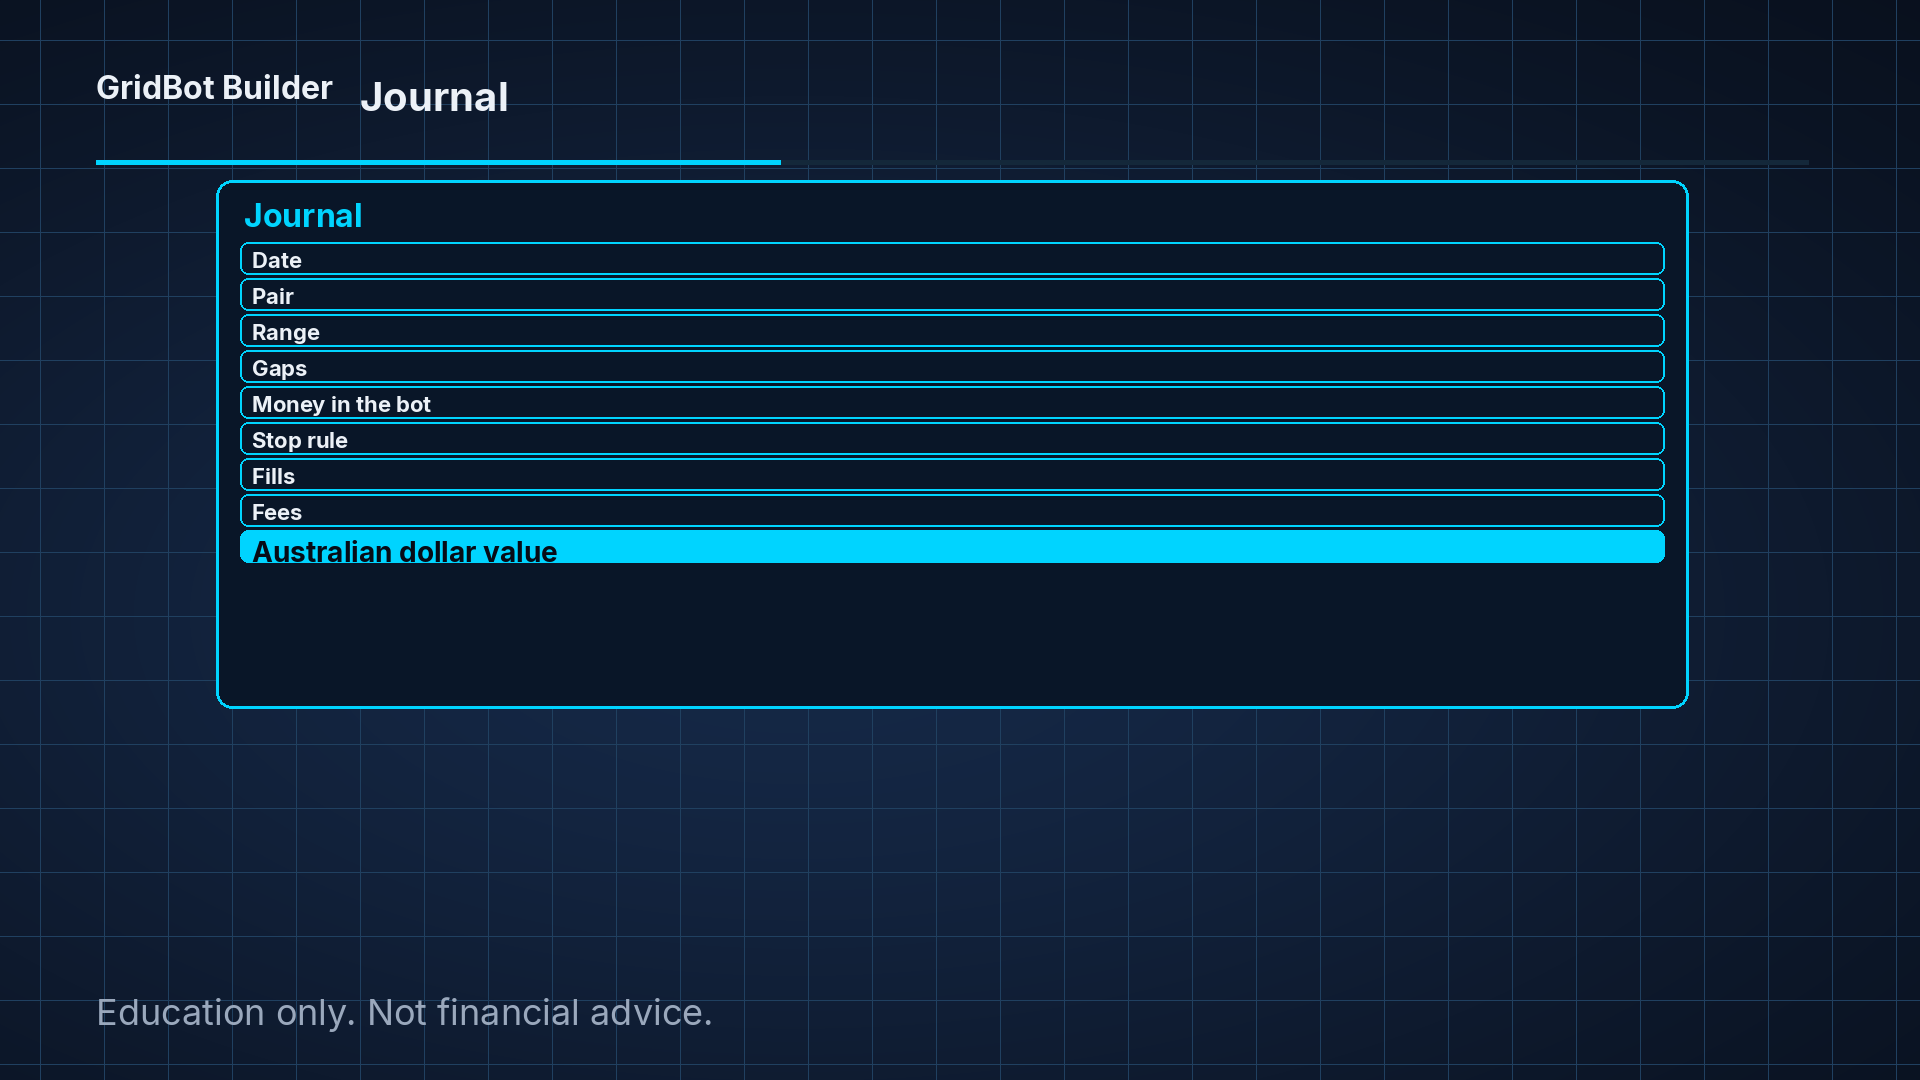 GridBot Builder
Journal
Journal
Date
Pair
Range
Gaps
Money in the bot
Stop rule
Fills
Fees
Australian dollar value
Education only. Not financial advice.